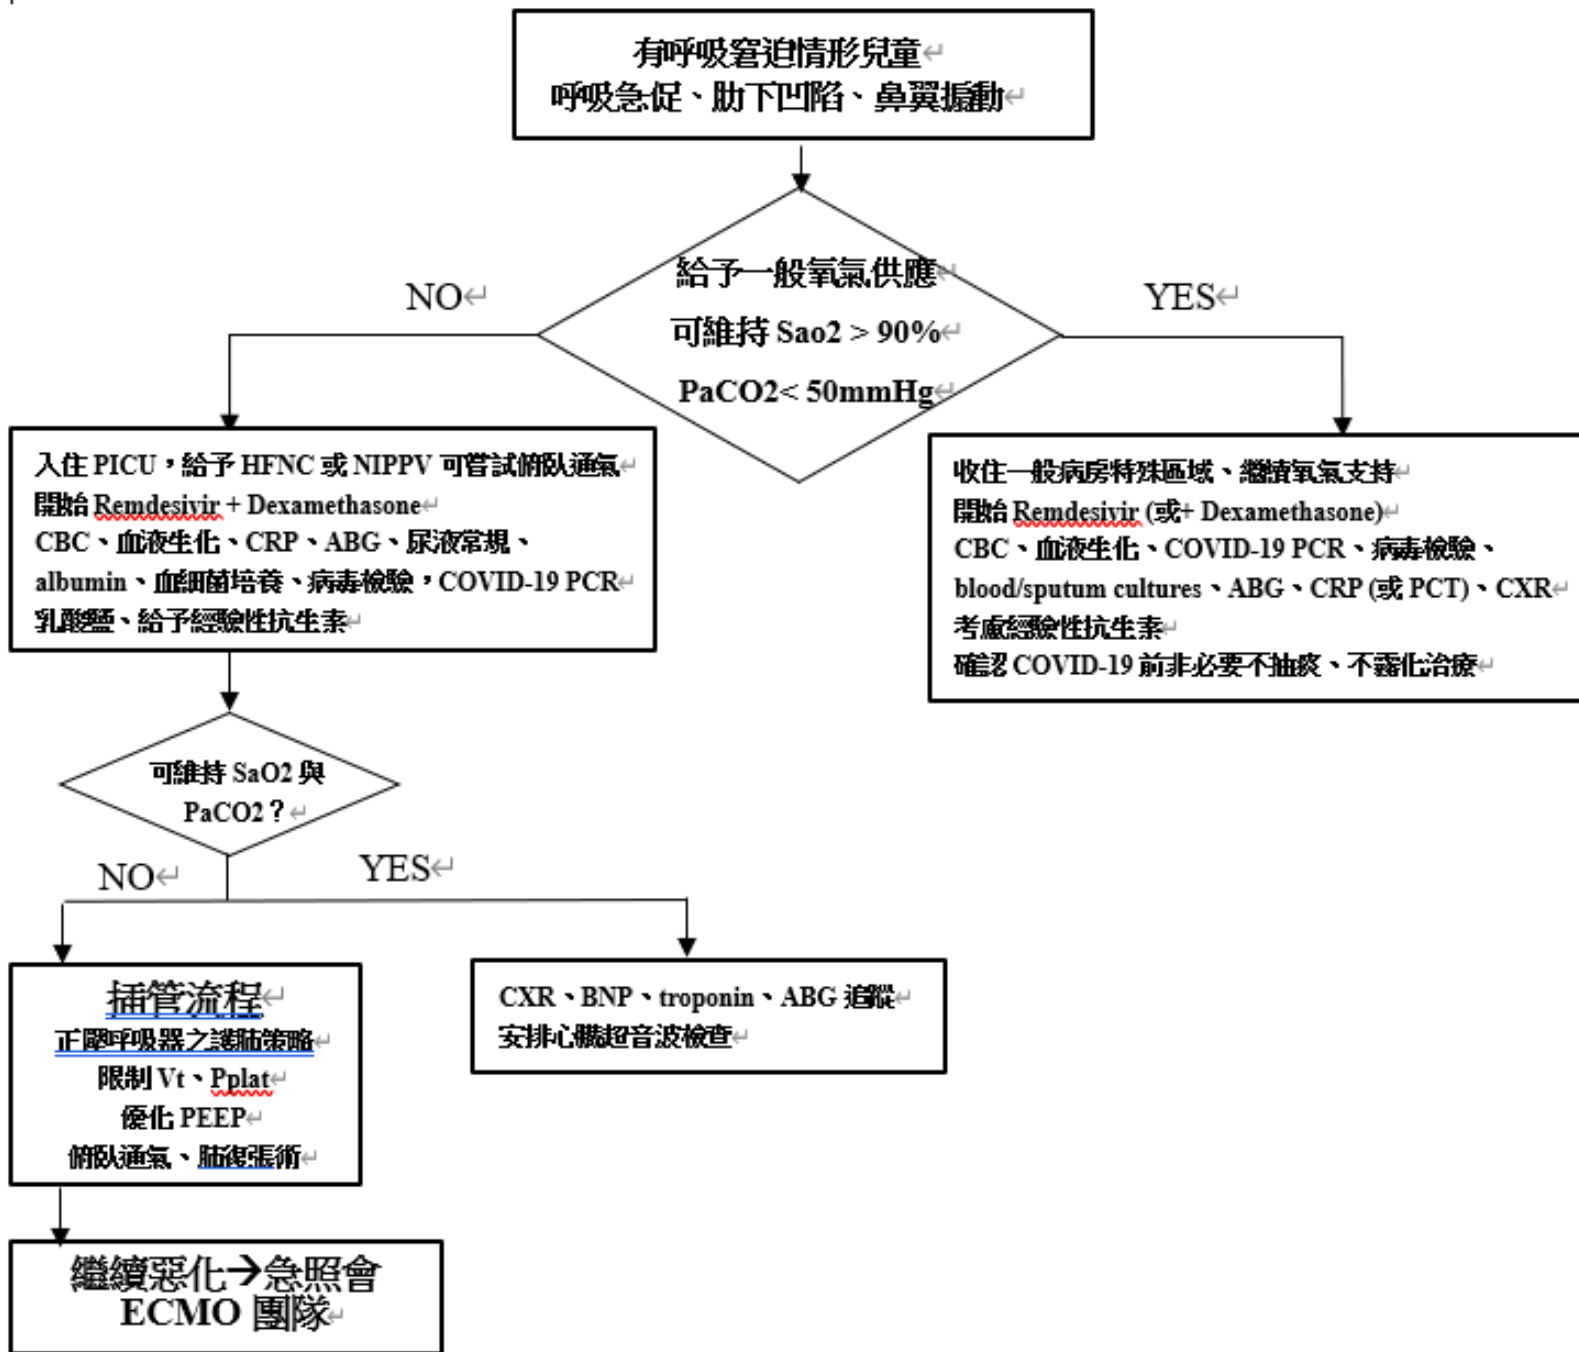 有呼吸窘迫情形兒童
呼吸急促、肋下凹陷、鼻翼搧動
給予一般氧氣供應
可維持 Sao2 > 90%
PaCO2< 50mmHg
NO
YES
入住 PICU，給予 HFNC 或 NIPPV 可嘗試俯臥通氣
開始 Remdesivir + Dexamethasone
CBC、血液生化、CRP、ABG、尿液常規、
albumin、血細菌培養、病毒檢驗，COVID-19 PCR
乳酸鹽、給予經驗性抗生素
收住一般病房特殊區域、繼續氧氣支持
開始 Remdesivir (或+ Dexamethasone)
CBC、血液生化、COVID-19 PCR、病毒檢驗、
blood/sputum cultures、ABG、CRP (或 PCT)、CXR
考慮經驗性抗生素
確認 COVID-19 前非必要不抽痰、不霧化治療
可維持 SaO2 與
PaCO2？
NO
YES
插管流程
正壓呼吸器之護肺策略
限制 Vt、Pplat
優化 PEEP
俯臥通氣、肺復張術
CXR、BNP、troponin、ABG 追蹤
安排心臟超音波檢查
繼續惡化→急照會
ECMO 團隊